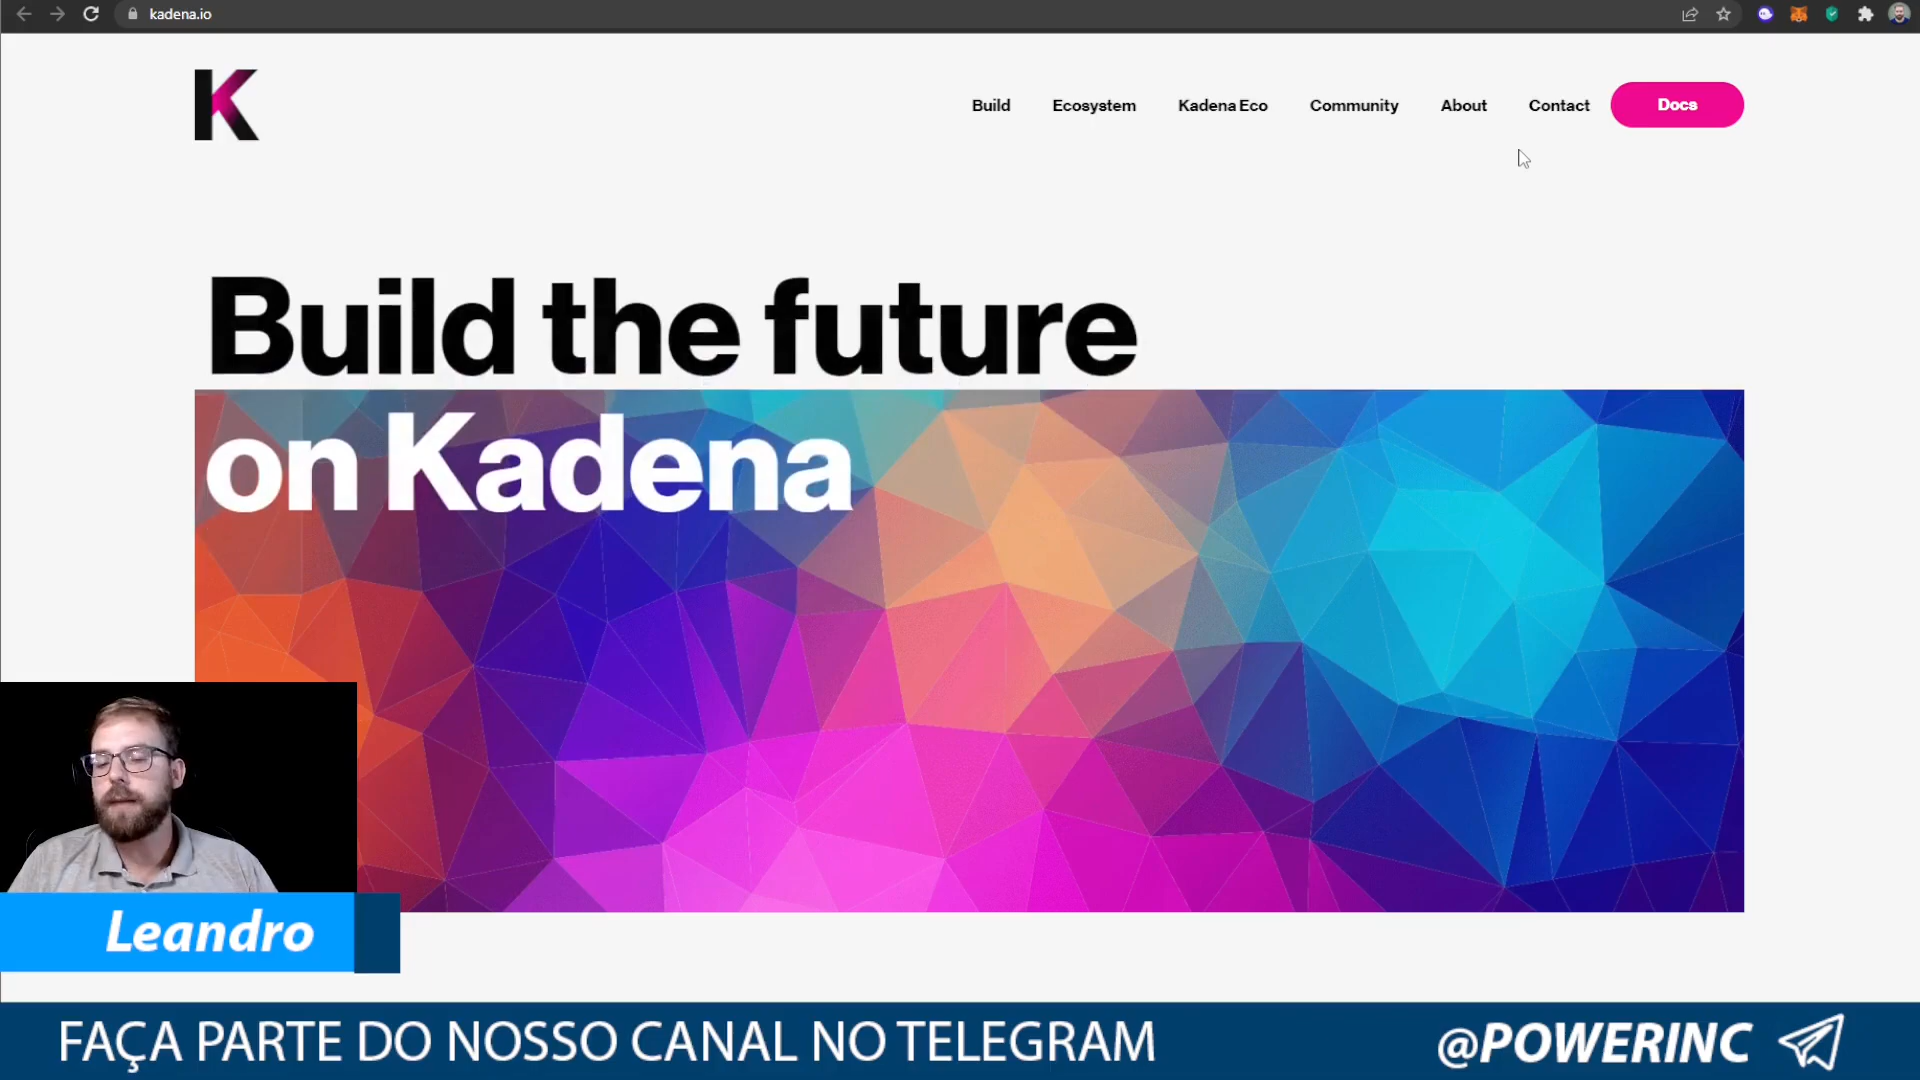 kadena.io
K
Build Ecosystem Kadena Eco Community About Contact Docs
Build the future
on Kadena
Leandro
FAÇA PARTE DO NOSSO CANAL NO TELEGRAM @POWERINC